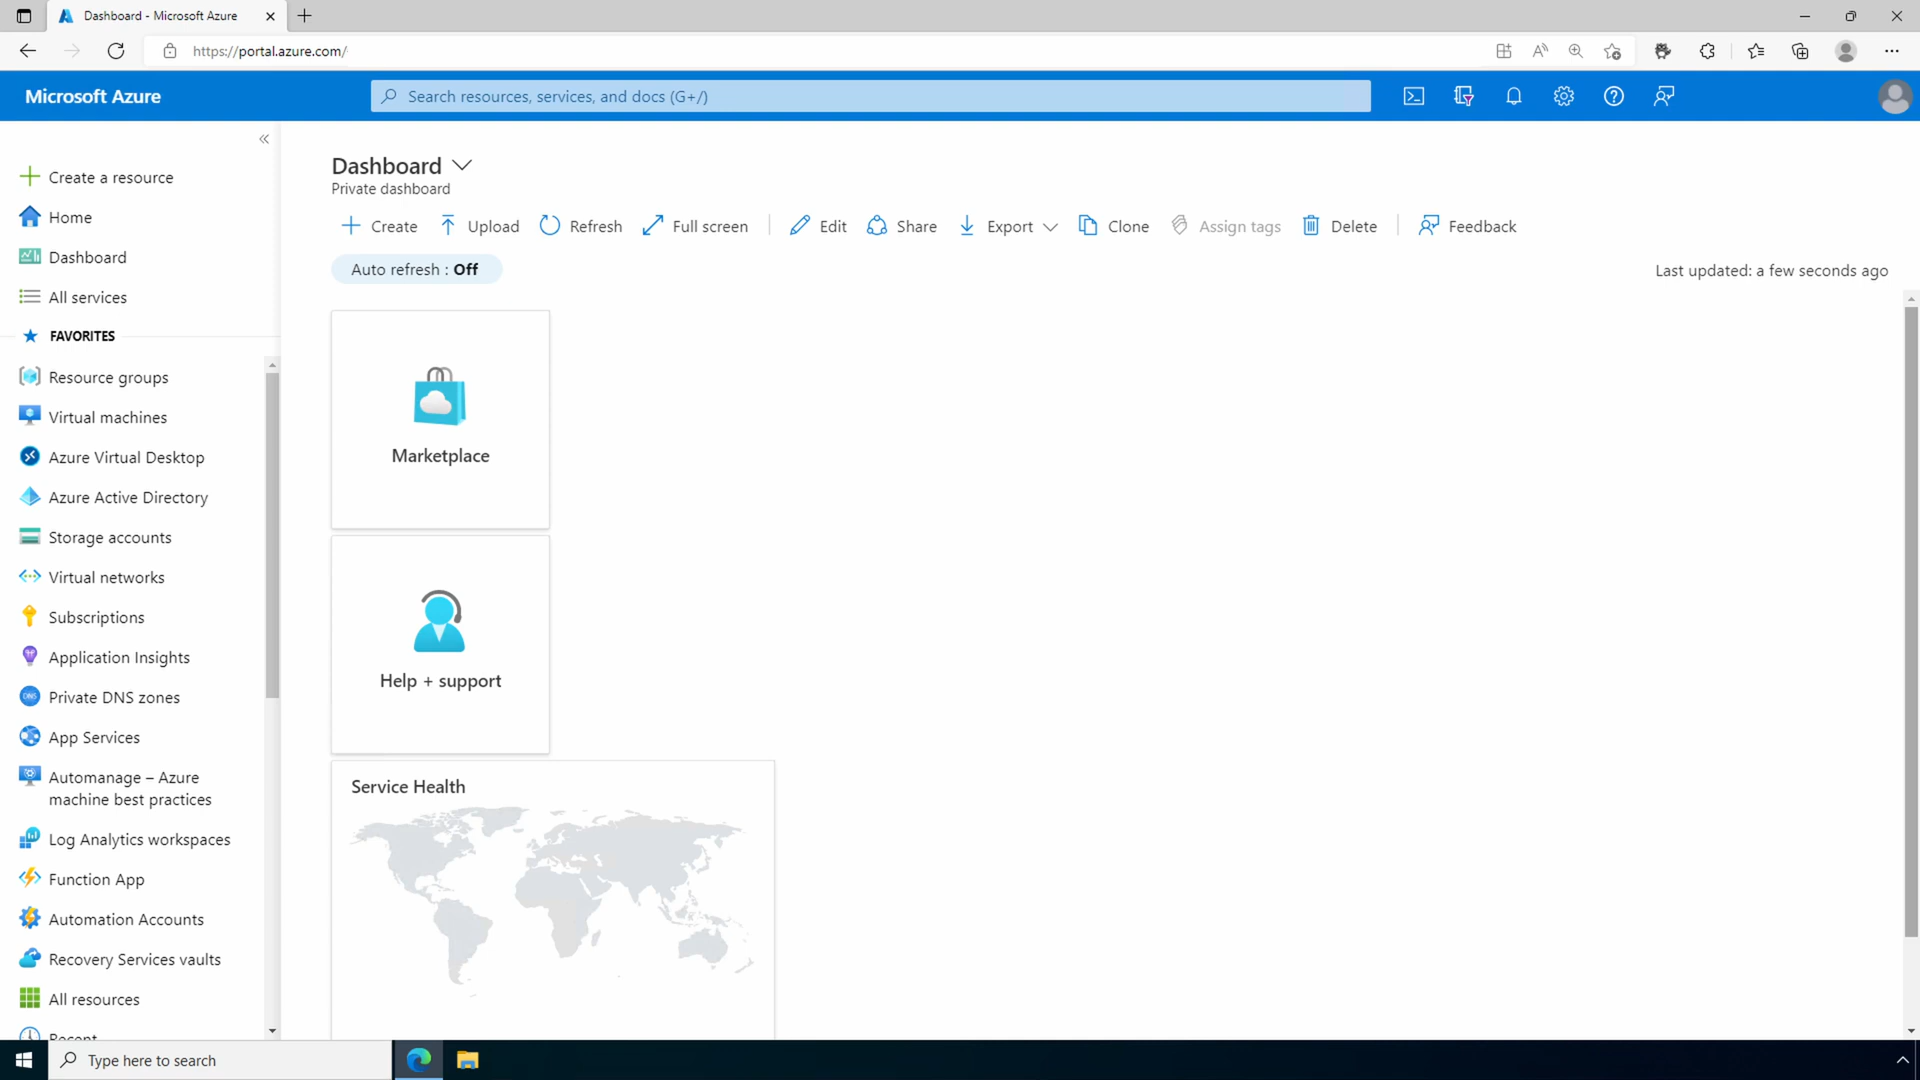 Dashboard - Microsoft Azure
https://portal.azure.com/
Microsoft Azure
Search resources, services, and docs (G+/)
Create a resource
Home
Dashboard
All services
FAVORITES
Resource groups
Virtual machines
Azure Virtual Desktop
Azure Active Directory
Storage accounts
Virtual networks
Subscriptions
Application Insights
Private DNS zones
App Services
Automanage – Azure
machine best practices
Log Analytics workspaces
Function App
Automation Accounts
Recovery Services vaults
All resources
Recent
Dashboard
Private dashboard
Create
Upload
Refresh
Full screen
Edit
Share
Export
Clone
Assign tags
Delete
Feedback
Auto refresh : Off
Last updated: a few seconds ago
Marketplace
Help + support
Service Health
Type here to search